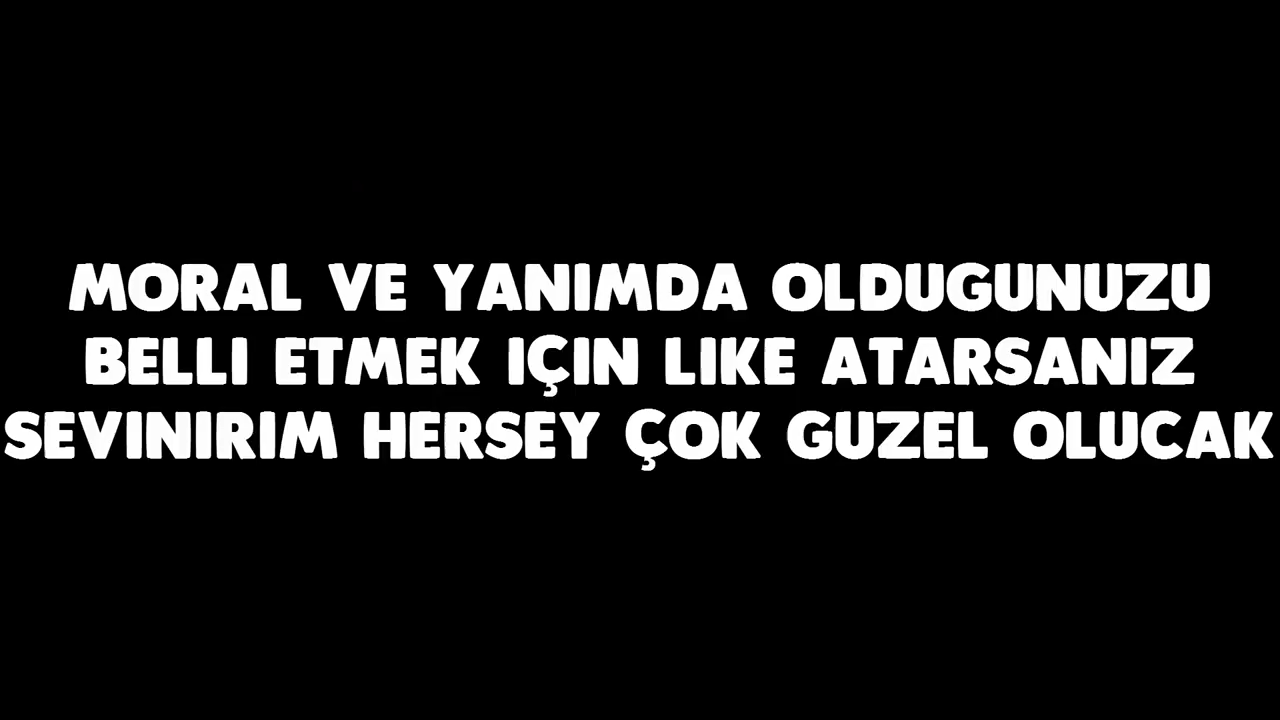 MORAL VE YANIMDA OLDUGUNUZU
BELLI ETMEK IÇIN LIKE ATARSANIZ
SEVINIRIM HERSEY ÇOK GUZEL OLUCAK